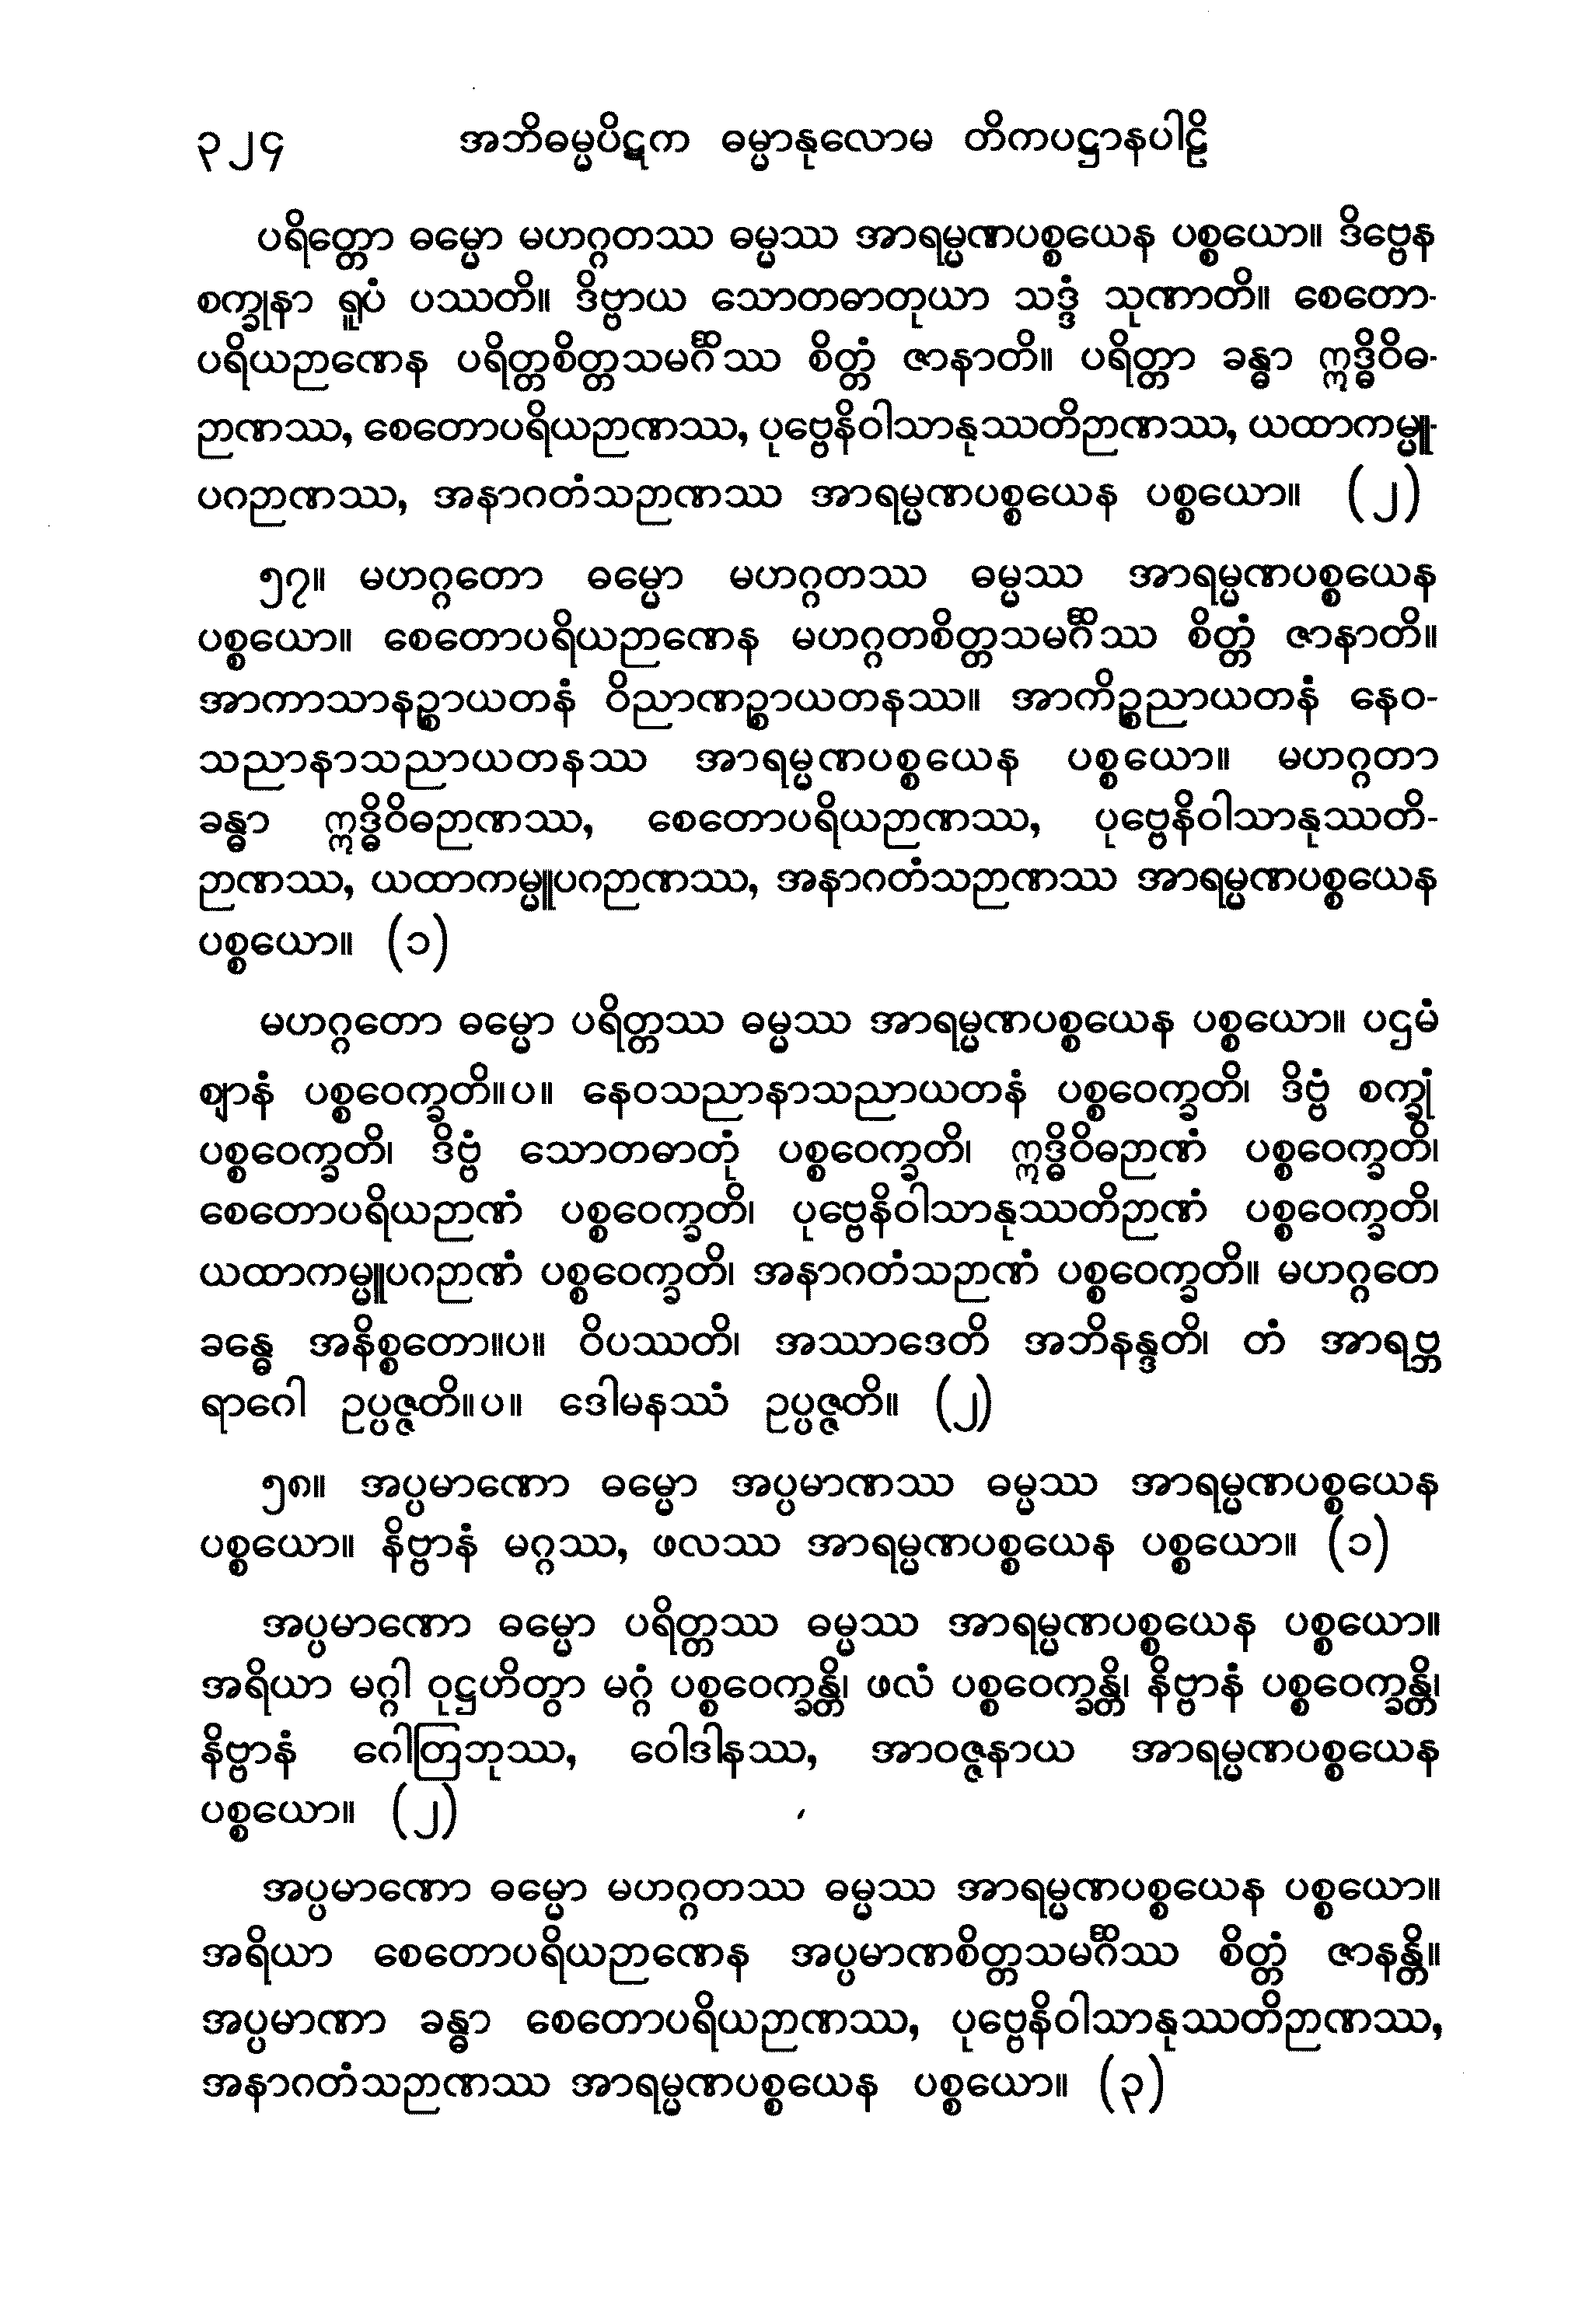 ၃၂၄ အဘိဓမ္မပိဋက ဓမ္မာနုလောမ တိကပဋ္ဌာနပါဠိ
ပရိတ္တော ဓမ္မော မဟဂ္ဂတဿ ဓမ္မဿ အာရမ္မဏပစ္စယေန ပစ္စယော။ ဒိဗ္ဗေန
စက္ခုနာ ရူပံ ပဿတိ။ ဒိဗ္ဗာယ သောတဓာတုယာ သဒ္ဒံ သုဏာတိ။ စေတော-
ပရိယဉာဏေန ပရိတ္တစိတ္တသမင်္ဂိဿ စိတ္တံ ဇာနာတိ။ ပရိတ္တာ ခန္ဓာ ဣဒ္ဓိဝိဓ-
ဉာဏဿ, စေတောပရိယဉာဏဿ, ပုဗ္ဗေနိဝါသာနုဿတိဉာဏဿ, ယထာကမ္မူ-
ပဂဉာဏဿ, အနာဂတံသဉာဏဿ အာရမ္မဏပစ္စယေန ပစ္စယော။ (၂)
၅၇။ မဟဂ္ဂတော ဓမ္မော မဟဂ္ဂတဿ ဓမ္မဿ အာရမ္မဏပစ္စယေန
ပစ္စယော။ စေတောပရိယဉာဏေန မဟဂ္ဂတစိတ္တသမင်္ဂိဿ စိတ္တံ ဇာနာတိ။
အာကာသာနဉ္စာယတနံ ဝိညာဏဉ္စာယတနဿ။ အာကိဉ္စညာယတနံ နေဝ-
သညာနာသညာယတနဿ အာရမ္မဏပစ္စယေန ပစ္စယော။ မဟဂ္ဂတာ
ခန္ဓာ ဣဒ္ဓိဝိဓဉာဏဿ, စေတောပရိယဉာဏဿ, ပုဗ္ဗေနိဝါသာနုဿတိ-
ဉာဏဿ, ယထာကမ္မူပဂဉာဏဿ, အနာဂတံသဉာဏဿ အာရမ္မဏပစ္စယေန
ပစ္စယော။ (၁)
မဟဂ္ဂတော ဓမ္မော ပရိတ္တဿ ဓမ္မဿ အာရမ္မဏပစ္စယေန ပစ္စယော။ ပဌမံ
ဈာနံ ပစ္စဝေက္ခတိ။ပ။ နေဝသညာနာသညာယတနံ ပစ္စဝေက္ခတိ၊ ဒိဗ္ဗံ စက္ခုံ
ပစ္စဝေက္ခတိ၊ ဒိဗ္ဗံ သောတဓာတုံ ပစ္စဝေက္ခတိ၊ ဣဒ္ဓိဝိဓဉာဏံ ပစ္စဝေက္ခတိ၊
စေတောပရိယဉာဏံ ပစ္စဝေက္ခတိ၊ ပုဗ္ဗေနိဝါသာနုဿတိဉာဏံ ပစ္စဝေက္ခတိ၊
ယထာကမ္မူပဂဉာဏံ ပစ္စဝေက္ခတိ၊ အနာဂတံသဉာဏံ ပစ္စဝေက္ခတိ။ မဟဂ္ဂတေ
ခန္ဓေ အနိစ္စတော။ပ။ ဝိပဿတိ၊ အဿာဒေတိ အဘိနန္ဒတိ၊ တံ အာရဗ္ဘ
ရာဂေါ ဥပ္ပဇ္ဇတိ။ပ။ ဒေါမနဿံ ဥပ္ပဇ္ဇတိ။ (၂)
၅၈။ အပ္ပမာဏော ဓမ္မော အပ္ပမာဏဿ ဓမ္မဿ အာရမ္မဏပစ္စယေန
ပစ္စယော။ နိဗ္ဗာနံ မဂ္ဂဿ, ဖလဿ အာရမ္မဏပစ္စယေန ပစ္စယော။ (၁)
အပ္ပမာဏော ဓမ္မော ပရိတ္တဿ ဓမ္မဿ အာရမ္မဏပစ္စယေန ပစ္စယော။
အရိယာ မဂ္ဂါ ဝုဋ္ဌဟိတွာ မဂ္ဂံ ပစ္စဝေက္ခန္တိ၊ ဖလံ ပစ္စဝေက္ခန္တိ၊ နိဗ္ဗာနံ ပစ္စဝေက္ခန္တိ၊
နိဗ္ဗာနံ ဂေါတြဘုဿ, ဝေါဒါနဿ, အာဝဇ္ဇနာယ အာရမ္မဏပစ္စယေန
ပစ္စယော။ (၂)
အပ္ပမာဏော ဓမ္မော မဟဂ္ဂတဿ ဓမ္မဿ အာရမ္မဏပစ္စယေန ပစ္စယော။
အရိယာ စေတောပရိယဉာဏေန အပ္ပမာဏစိတ္တသမင်္ဂိဿ စိတ္တံ ဇာနန္တိ။
အပ္ပမာဏာ ခန္ဓာ စေတောပရိယဉာဏဿ, ပုဗ္ဗေနိဝါသာနုဿတိဉာဏဿ,
အနာဂတံသဉာဏဿ အာရမ္မဏပစ္စယေန ပစ္စယော။ (၃)